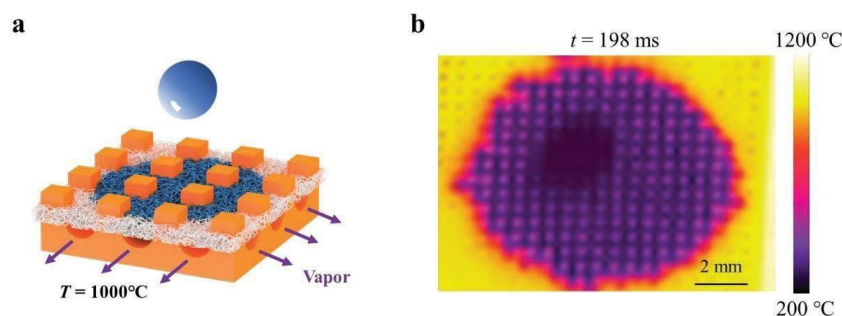 a
T = 1000℃
Vapor
b
t = 198 ms
1200 ℃
2 mm
200 ℃